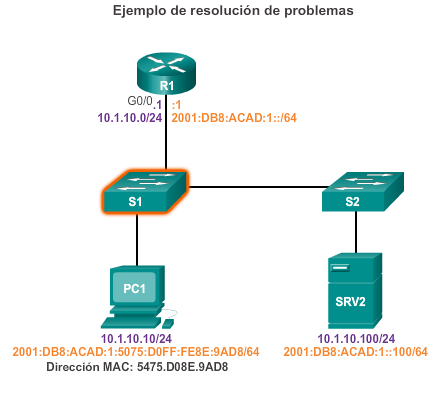 Ejemplo de resolución de problemas
R1
G0/0
.1 :1
10.1.10.0/24 2001:DB8:ACAD:1::/64
S1 S2
PC1 SRV2
10.1.10.10/24 10.1.10.100/24
2001:DB8:ACAD:1:5075:D0FF:FE8E:9AD8/64 2001:DB8:ACAD:1::100/64
Dirección MAC: 5475.D08E.9AD8